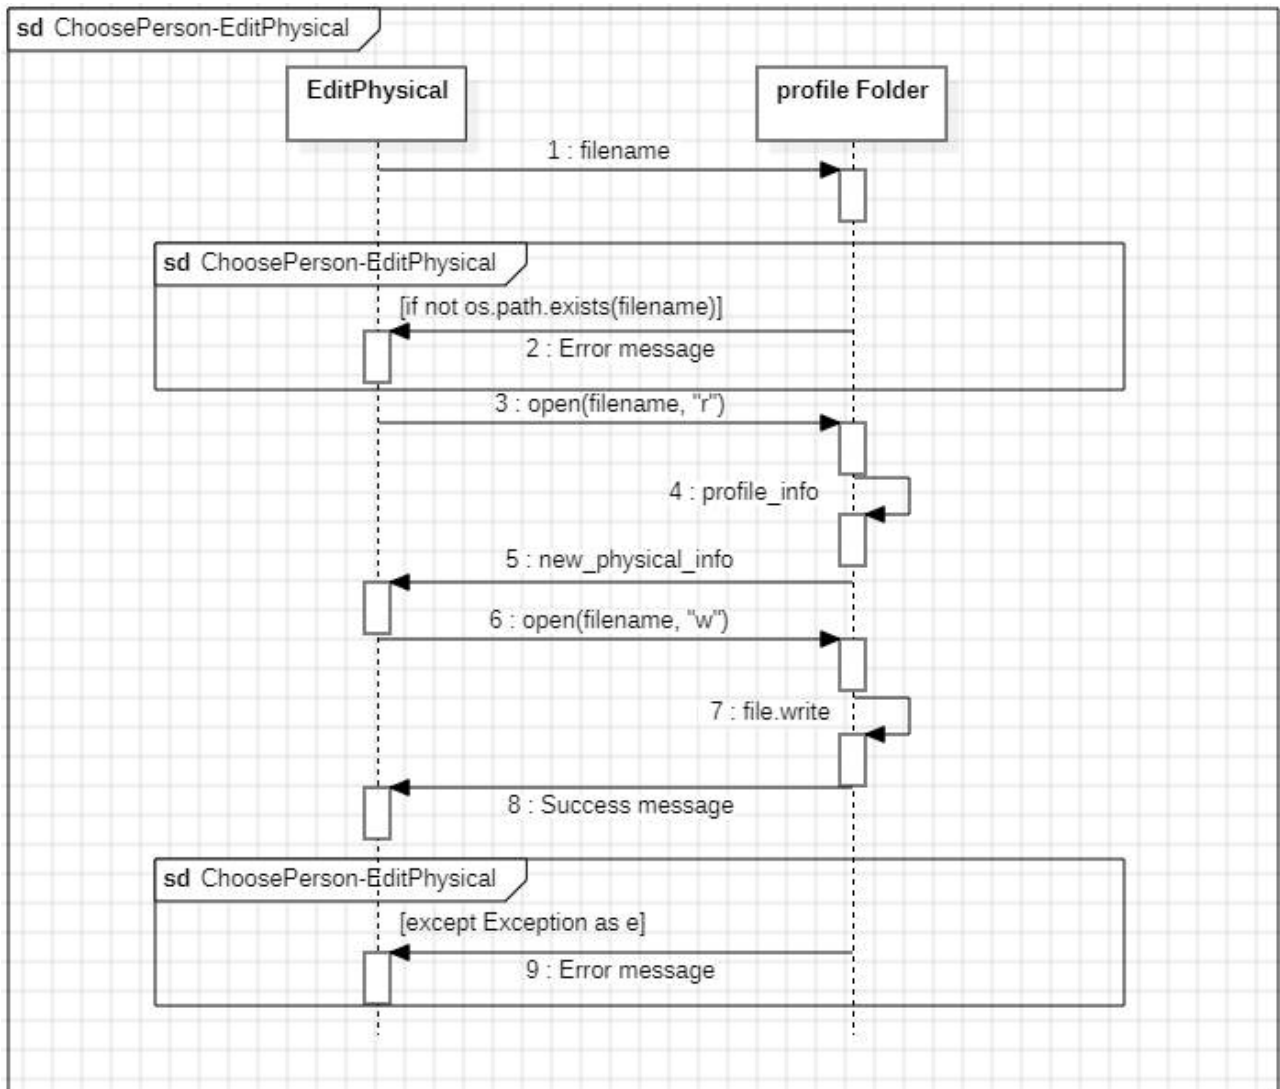 sd ChoosePerson-EditPhysical
EditPhysical
profile Folder
1 : filename
sd ChoosePerson-EditPhysical
[if not os.path.exists(filename)]
2 : Error message
3 : open(filename, "r")
4 : profile_info
5 : new_physical_info
6 : open(filename, "w")
7 : file.write
8 : Success message
sd ChoosePerson-EditPhysical
[except Exception as e]
9 : Error message